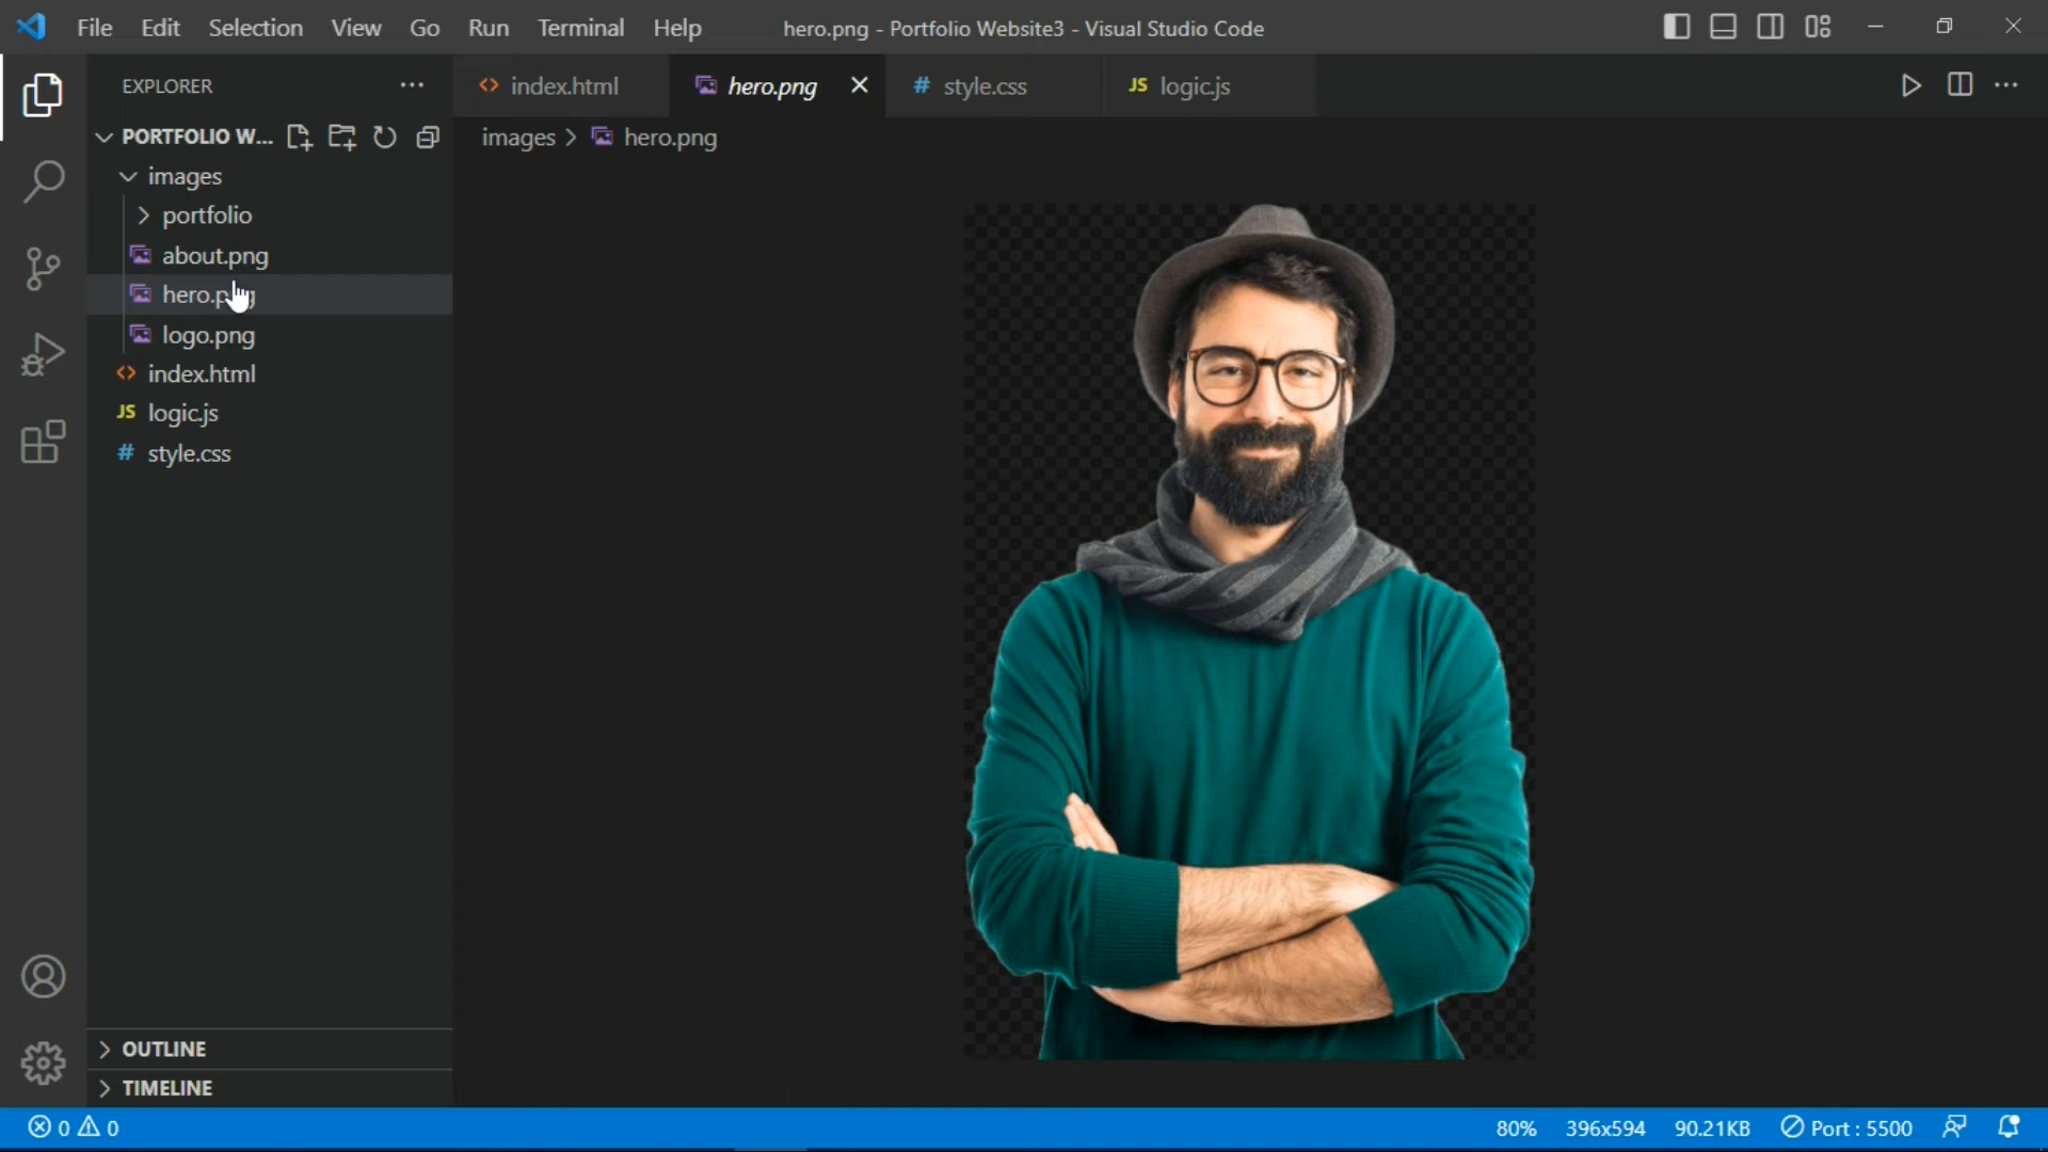 File Edit Selection View Go Run Terminal Help hero.png - Portfolio Website3 - Visual Studio Code
EXPLORER
index.html hero.png # style.css JS logic.js
PORTFOLIO W...
images > hero.png
images
portfolio
about.png
hero.png
logo.png
index.html
JS logic.js
# style.css
OUTLINE
TIMELINE
0 0 80% 396x594 90.21KB Port : 5500